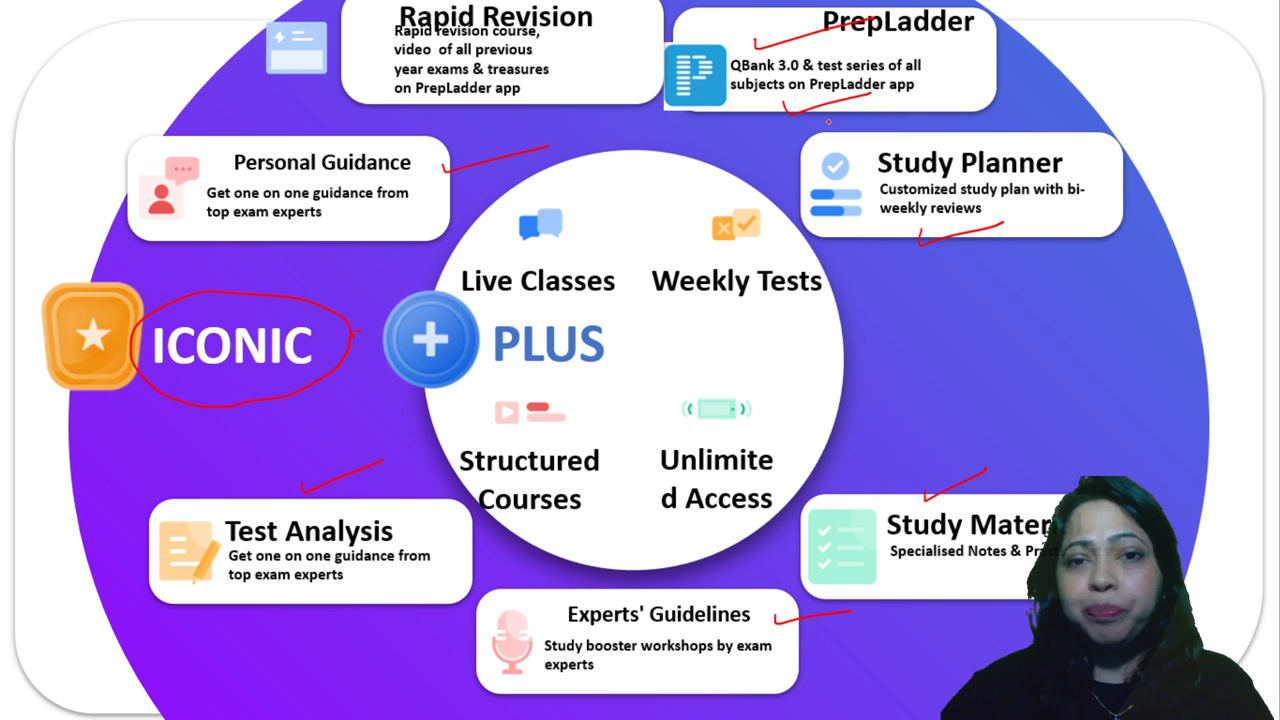 Rapid Revision
Rapid revision course,
video of all previous
year exams & treasures
on PrepLadder app
PrepLadder
QBank 3.0 & test series of all
subjects on PrepLadder app
Personal Guidance
Get one on one guidance from
top exam experts
Study Planner
Customized study plan with bi-
weekly reviews
Live Classes
Weekly Tests
ICONIC
PLUS
Structured
Courses
Unlimite
d Access
Test Analysis
Get one on one guidance from
top exam experts
Study
Specialised Notes &
Experts' Guidelines
Study booster workshops by exam
experts